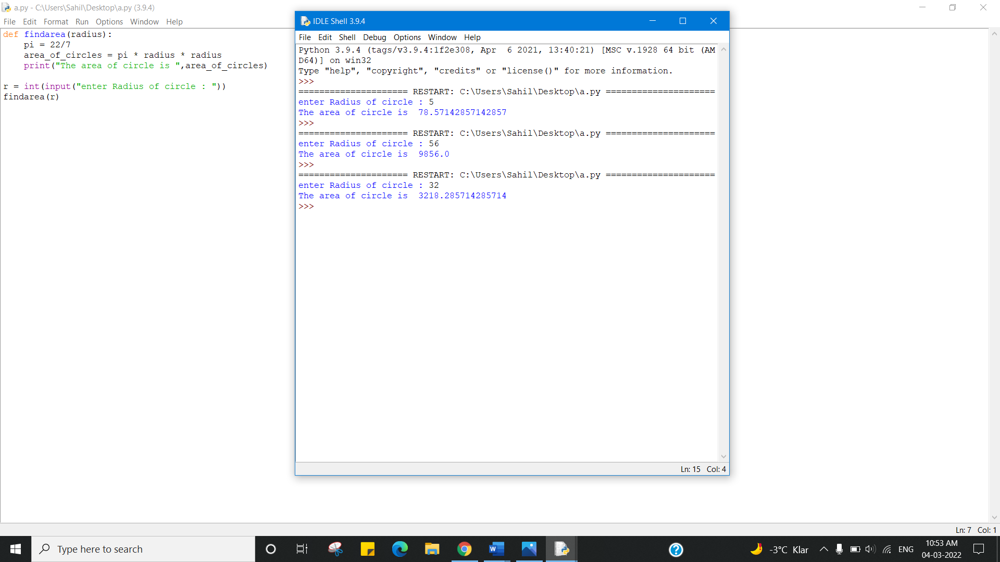 a.py - C:\Users\Sahil\Desktop\a.py (3.9.4)
File Edit Format Run Options Window Help
def findarea(radius):
    pi = 22/7
    area_of_circles = pi * radius * radius
    print("The area of circle is ",area_of_circles)
r = int(input("enter Radius of circle : "))
findarea(r)
IDLE Shell 3.9.4
File Edit Shell Debug Options Window Help
Python 3.9.4 (tags/v3.9.4:1f2e308, Apr  6 2021, 13:40:21) [MSC v.1928 64 bit (AM
D64)] on win32
Type "help", "copyright", "credits" or "license()" for more information.
>>>
===================== RESTART: C:\Users\Sahil\Desktop\a.py =====================
enter Radius of circle : 5
The area of circle is  78.57142857142857
>>>
===================== RESTART: C:\Users\Sahil\Desktop\a.py =====================
enter Radius of circle : 56
The area of circle is  9856.0
>>>
===================== RESTART: C:\Users\Sahil\Desktop\a.py =====================
enter Radius of circle : 32
The area of circle is  3218.285714285714
>>>
Ln: 15 Col: 4
Ln: 7 Col: 1
Type here to search
W
-3°C Klar
ENG
10:53 AM
04-03-2022